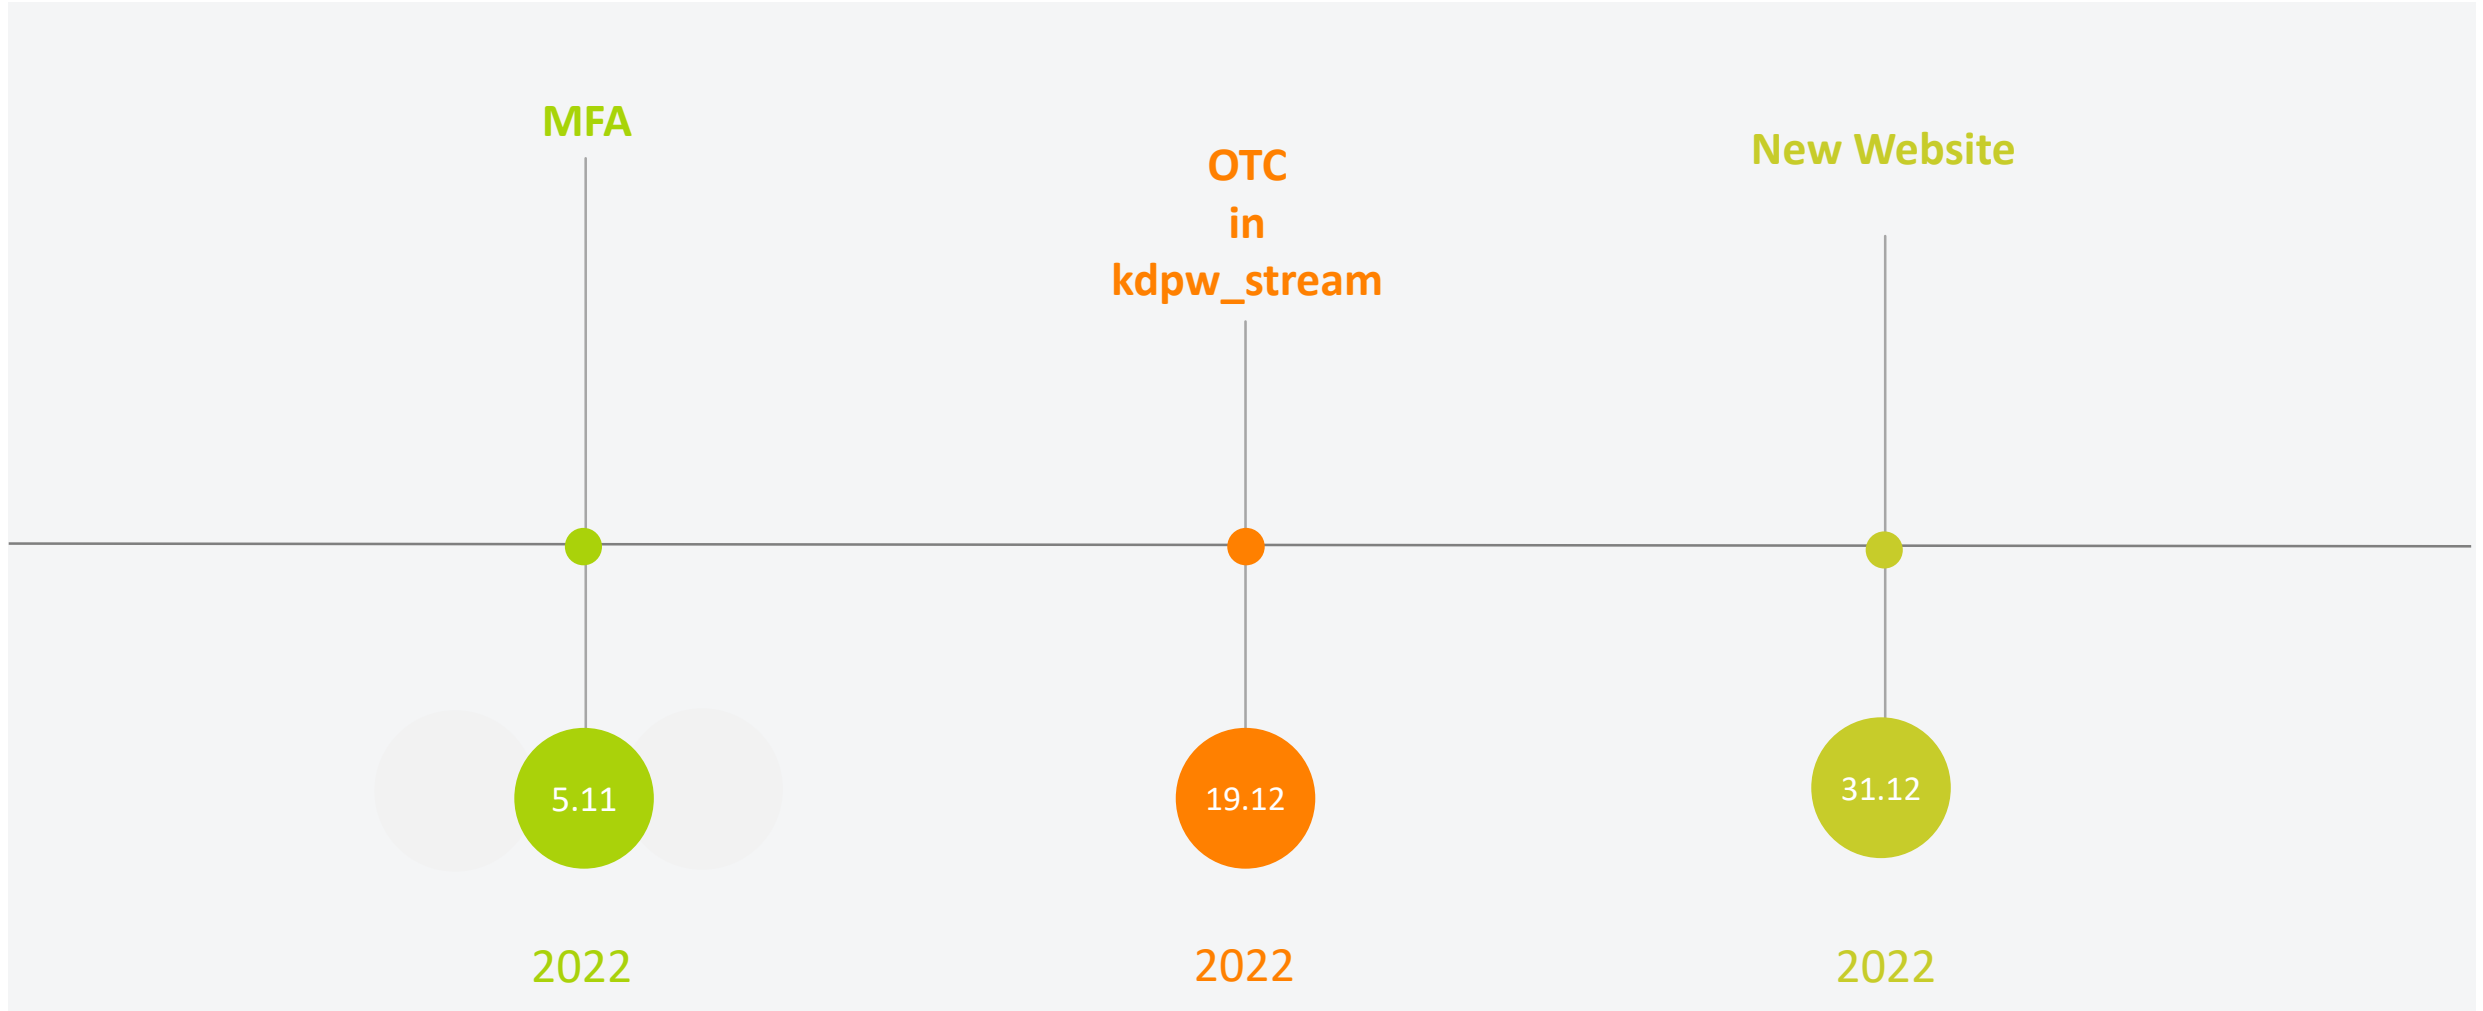 MFA
OTC
in
kdpw_stream
New Website
5.11
19.12
31.12
2022
2022
2022